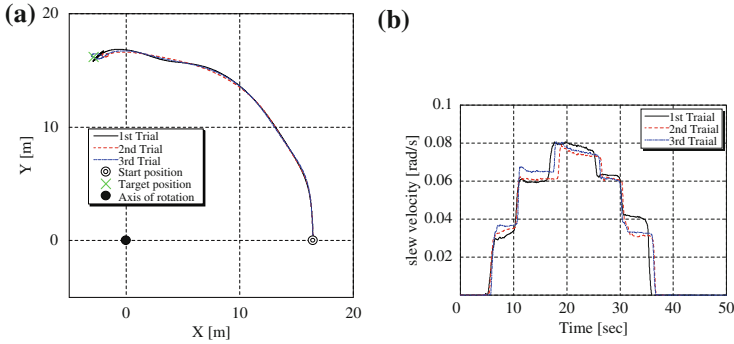 (a)
20
10
0
Y [m]
1st Trial
2nd Trial
3rd Trial
Start position
Target position
Axis of rotation
0
10
20
X [m]
(b)
0.1
0.08
0.06
0.04
0.02
slew velocity [rad/s]
1st Traial
2nd Traial
3rd Traial
0
10
20
30
40
50
Time [sec]